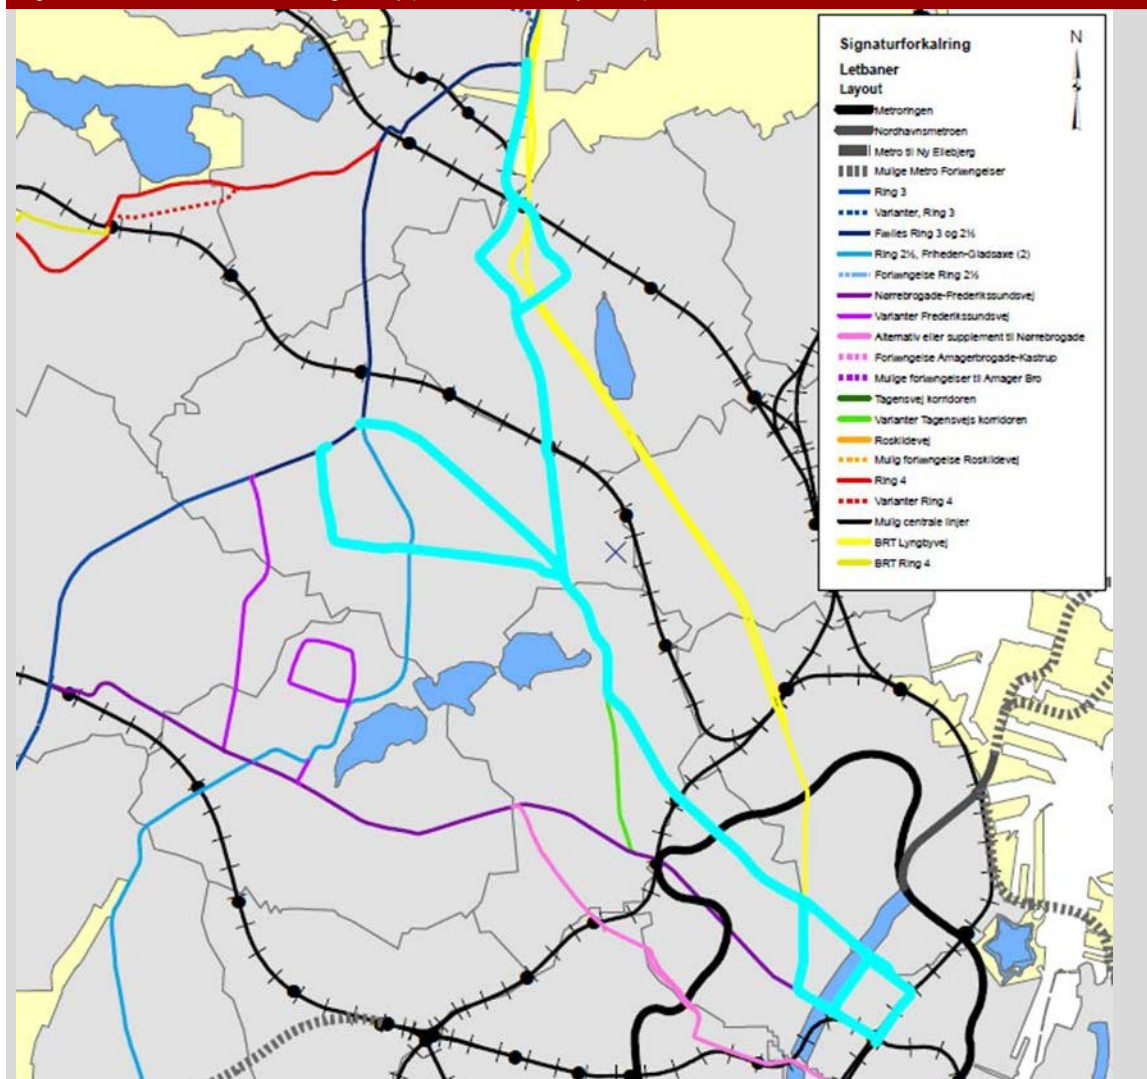 Signaturforkalring
N
Letbaner
Layout
Metroringen
Nordhavnsmetroen
Metro til Ny Ellebjerg
Mulige Metro Forlængelser
Ring 3
Varianter, Ring 3
Fælles Ring 3 og 2½
Ring 2½, Friheden-Gladsaxe (2)
Forlængelse Ring 2½
Nørrebrogade-Frederikssundsvej
Varianter Frederikssundsvej
Alternativ eller supplement til Nørrebrogade
Forlængelse Amagerbrogade-Kastrup
Mulige forlængelser til Amager Bro
Tagensvej korridoren
Varianter Tagensvejs korridoren
Roskildevej
Mulig forlængelse Roskildevej
Ring 4
Varianter Ring 4
Mulig centrale linjer
BRT Lyngbyvej
BRT Ring 4